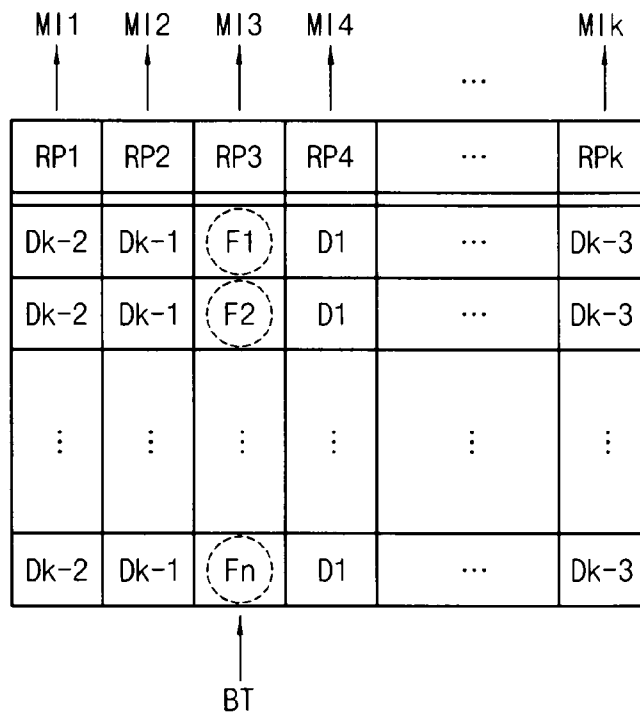 MI1 MI2 MI3 MI4 ... MIk
RP1 RP2 RP3 RP4 ... RPk
Dk-2 Dk-1 F1 D1 ... Dk-3
Dk-2 Dk-1 F2 D1 ... Dk-3
⋮ ⋮ ⋮ ⋮ ⋮ ⋮
Dk-2 Dk-1 Fn D1 ... Dk-3
BT